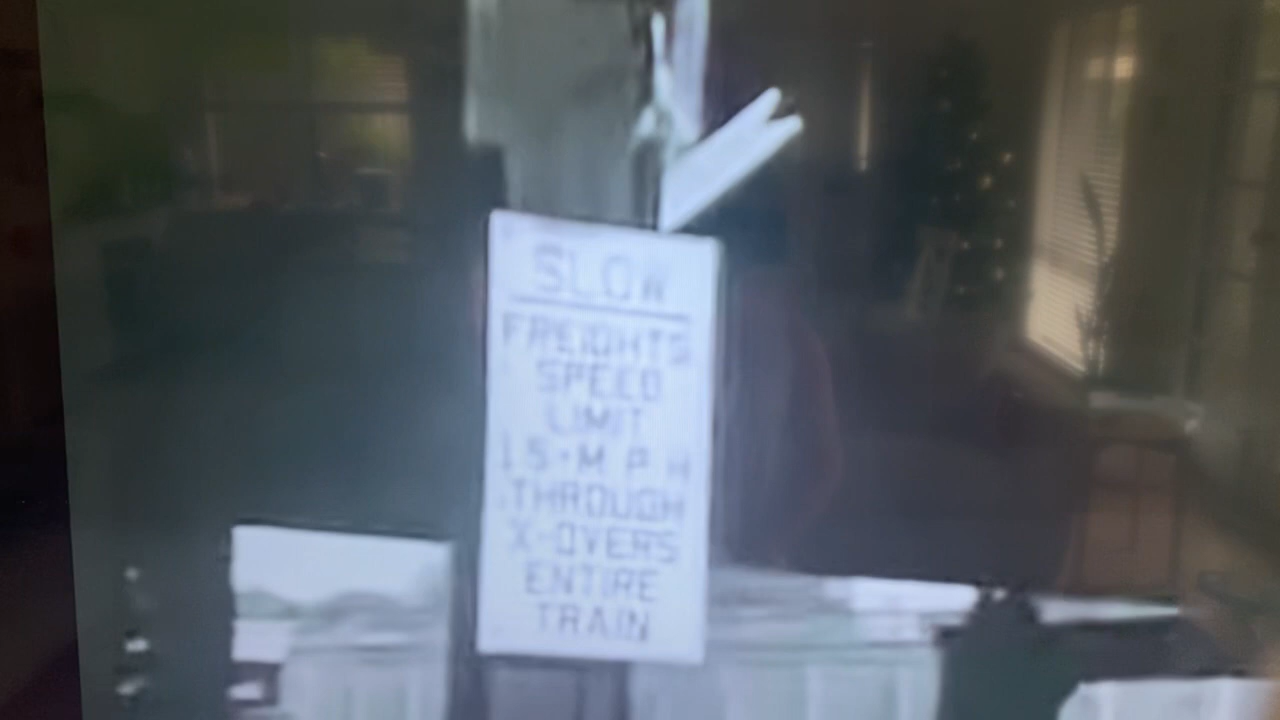 SLOW
FREIGHTS
SPEED
LIMIT
15-M P H
THROUGH
X-OVERS
ENTIRE
TRAIN